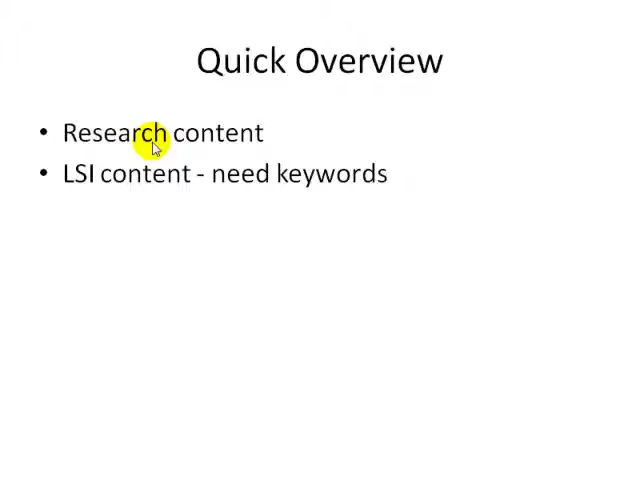 Quick Overview
• Research content
• LSI content - need keywords